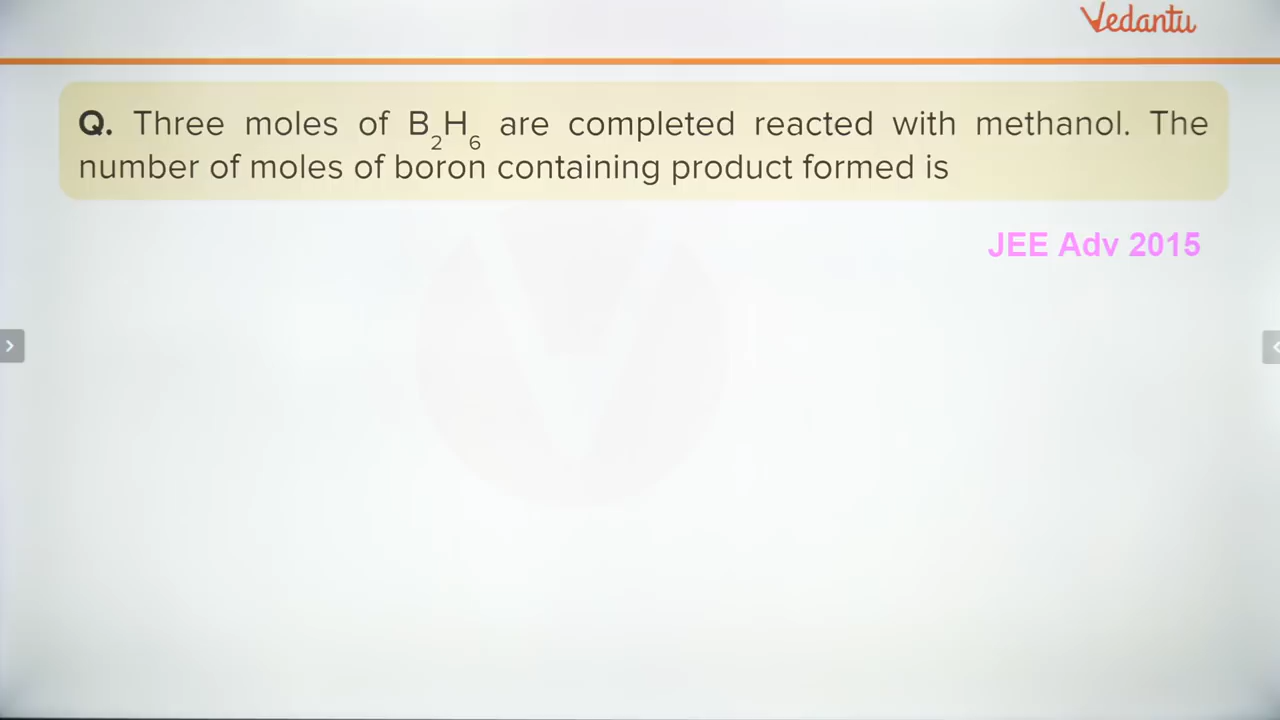 Vedantu
Q. Three moles of B₂H₆ are completed reacted with methanol. The
number of moles of boron containing product formed is
JEE Adv 2015